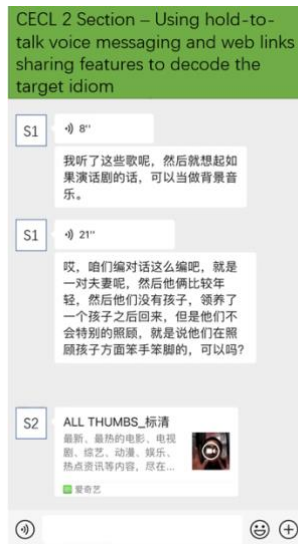 CECL 2 Section – Using hold-to-
talk voice messaging and web links
sharing features to decode the
target idiom
S1
8''
我听了这些歌呢，然后就想起如
果演话剧的话，可以当做背景音
乐。
S1
21''
哎，咱们编对话这么编吧，就是
一对夫妻呢，然后他俩比较年
轻，然后他们没有孩子，领养了
一个孩子之后回来，但是他们不
会特别的照顾，就是说他们在照
顾孩子方面笨手笨脚的，可以吗?
S2
ALL THUMBS_标清
最新、最热的电影、电视
剧、综艺、动漫、娱乐、
热点资讯等内容，尽在...
爱奇艺